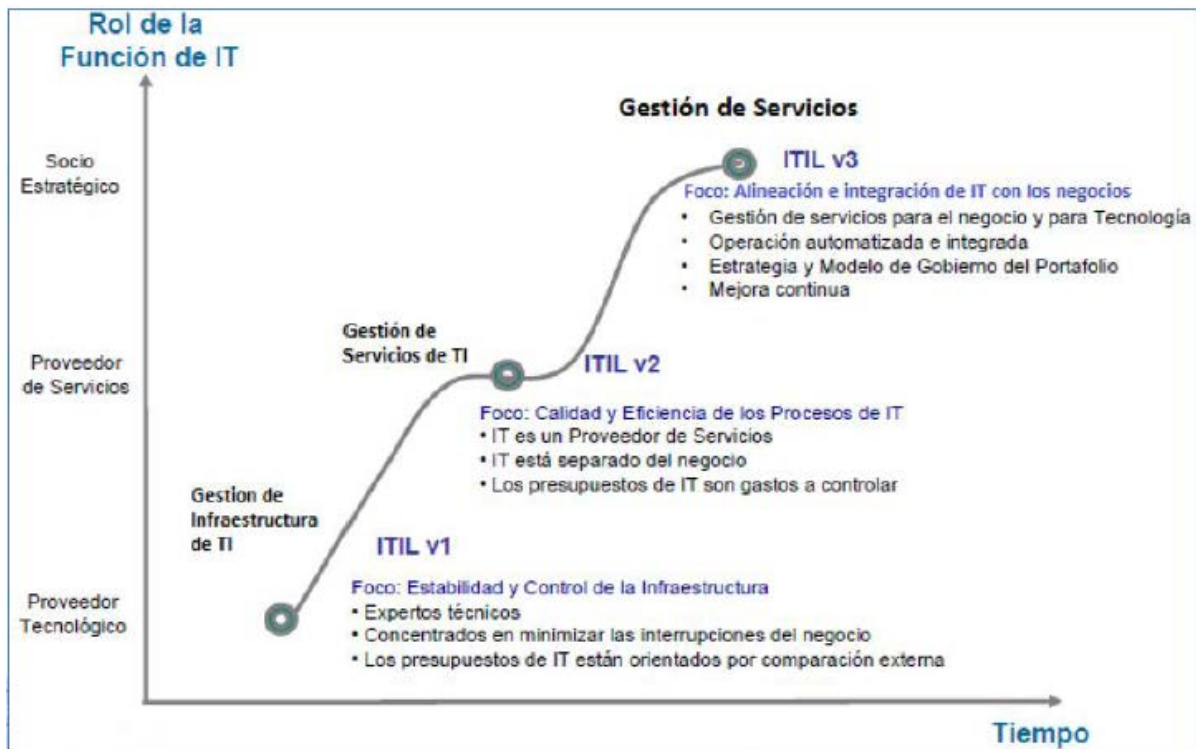 Rol de la
Función de IT
Gestión de Servicios
Socio
Estratégico
ITIL v3
Foco: Alineación e integración de IT con los negocios
• Gestión de servicios para el negocio y para Tecnología
• Operación automatizada e integrada
• Estrategia y Modelo de Gobierno del Portafolio
• Mejora continua
Gestión de
Servicios de TI
Proveedor
de Servicios
ITIL v2
Foco: Calidad y Eficiencia de los Procesos de IT
• IT es un Proveedor de Servicios
• IT está separado del negocio
• Los presupuestos de IT son gastos a controlar
Gestion de
Infraestructura
de TI
ITIL v1
Foco: Estabilidad y Control de la Infraestructura
Proveedor
Tecnológico
• Expertos técnicos
• Concentrados en minimizar las interrupciones del negocio
• Los presupuestos de IT están orientados por comparación externa
Tiempo